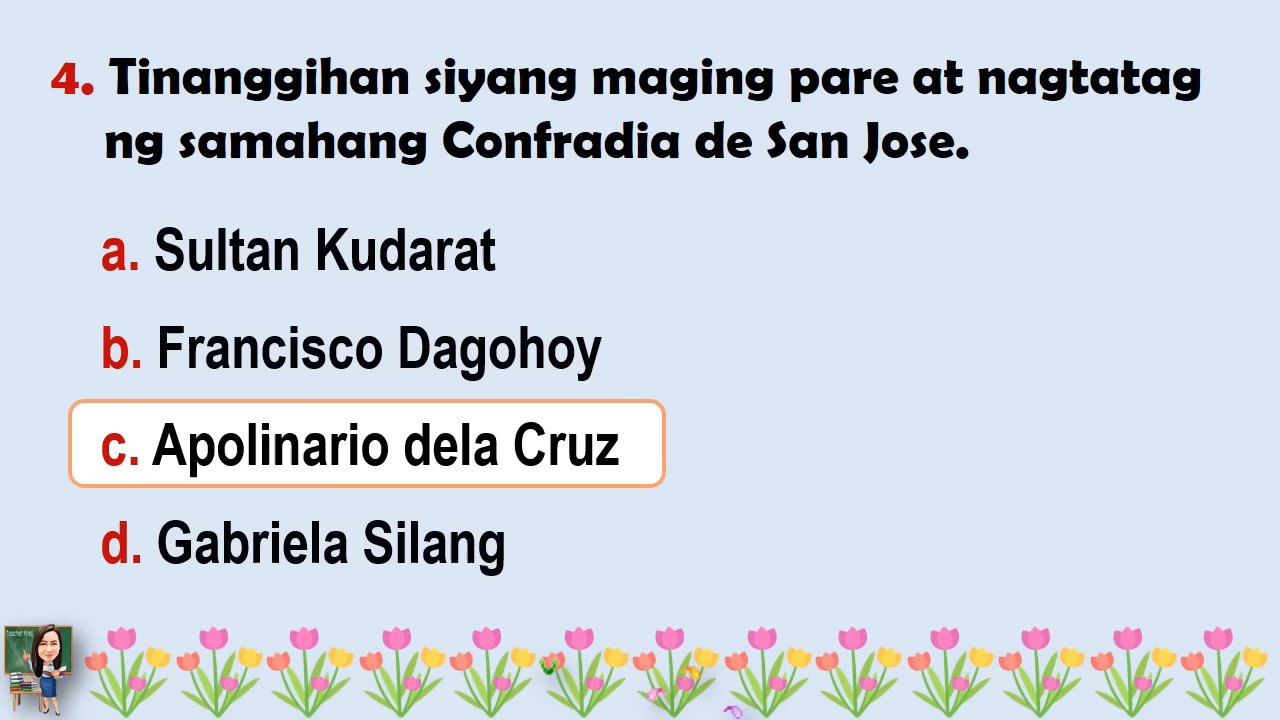 4. Tinanggihan siyang maging pare at nagtatag
ng samahang Confradia de San Jose.
a. Sultan Kudarat
b. Francisco Dagohoy
c. Apolinario dela Cruz
d. Gabriela Silang